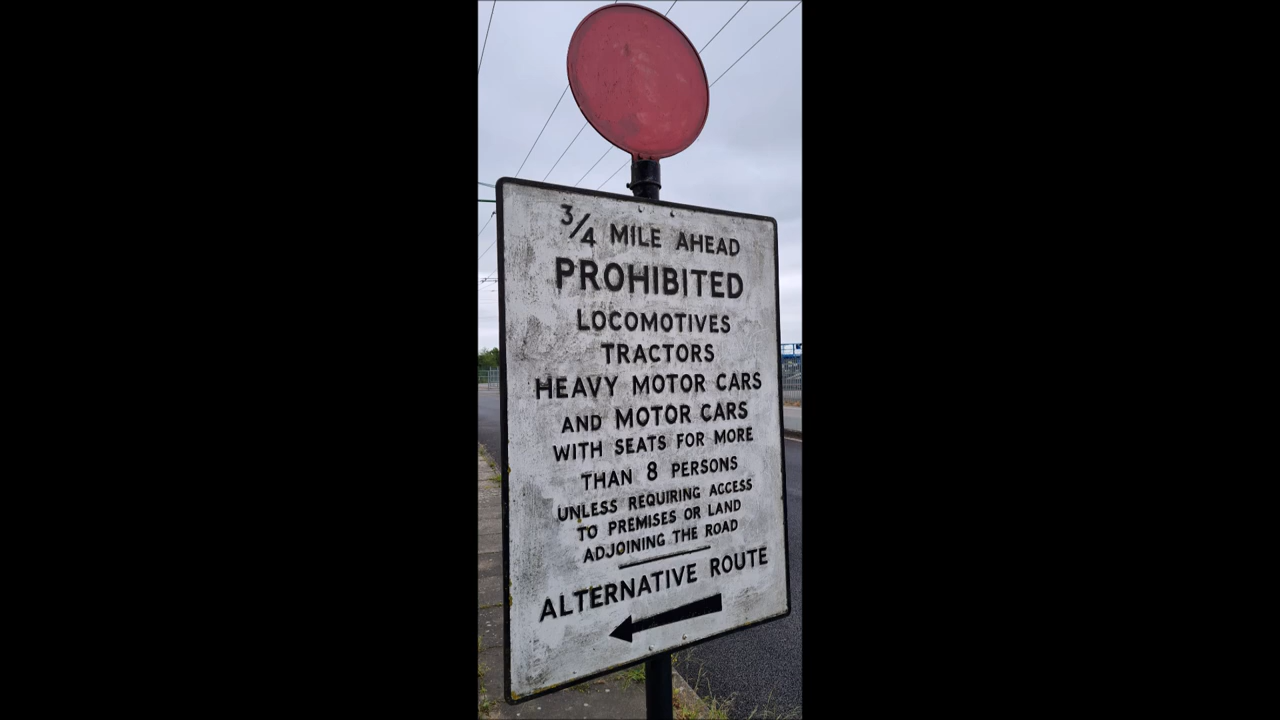 3/4 MILE AHEAD
PROHIBITED
LOCOMOTIVES
TRACTORS
HEAVY MOTOR CARS
AND MOTOR CARS
WITH SEATS FOR MORE
THAN 8 PERSONS
UNLESS REQUIRING ACCESS
TO PREMISES OR LAND
ADJOINING THE ROAD
ALTERNATIVE ROUTE